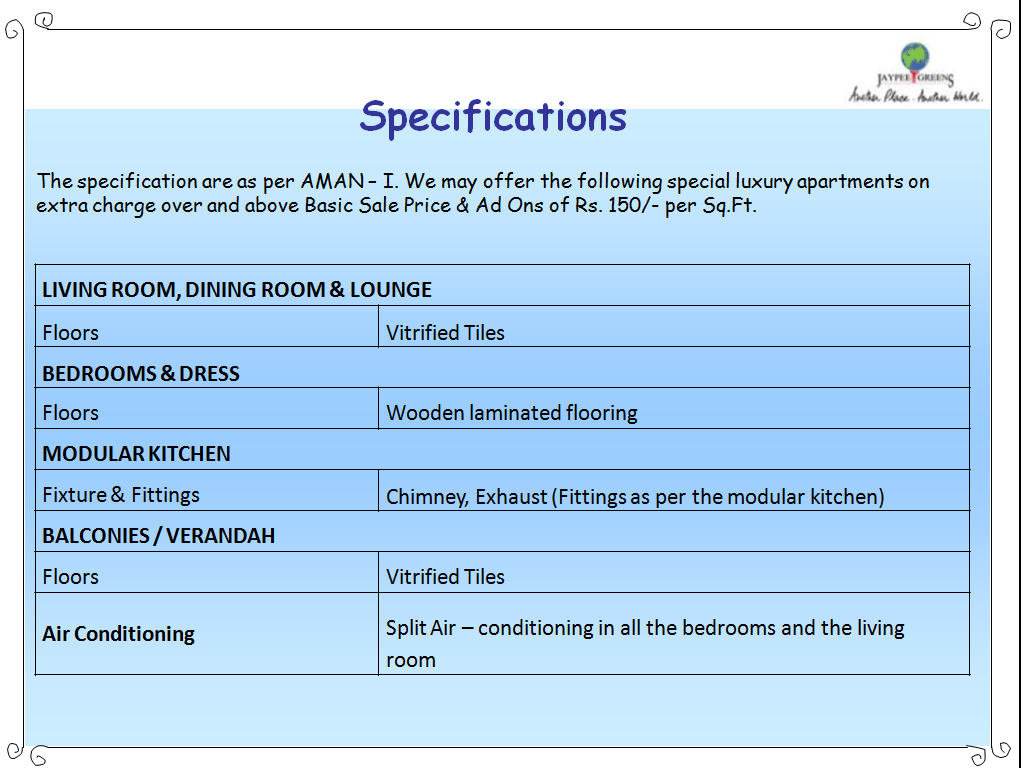 JAYPEE GREENS
Another Place. Another World.
Specifications
The specification are as per AMAN – I. We may offer the following special luxury apartments on
extra charge over and above Basic Sale Price & Ad Ons of Rs. 150/- per Sq.Ft.
LIVING ROOM, DINING ROOM & LOUNGE
Floors Vitrified Tiles
BEDROOMS & DRESS
Floors Wooden laminated flooring
MODULAR KITCHEN
Fixture & Fittings Chimney, Exhaust (Fittings as per the modular kitchen)
BALCONIES / VERANDAH
Floors Vitrified Tiles
Air Conditioning Split Air – conditioning in all the bedrooms and the living
room